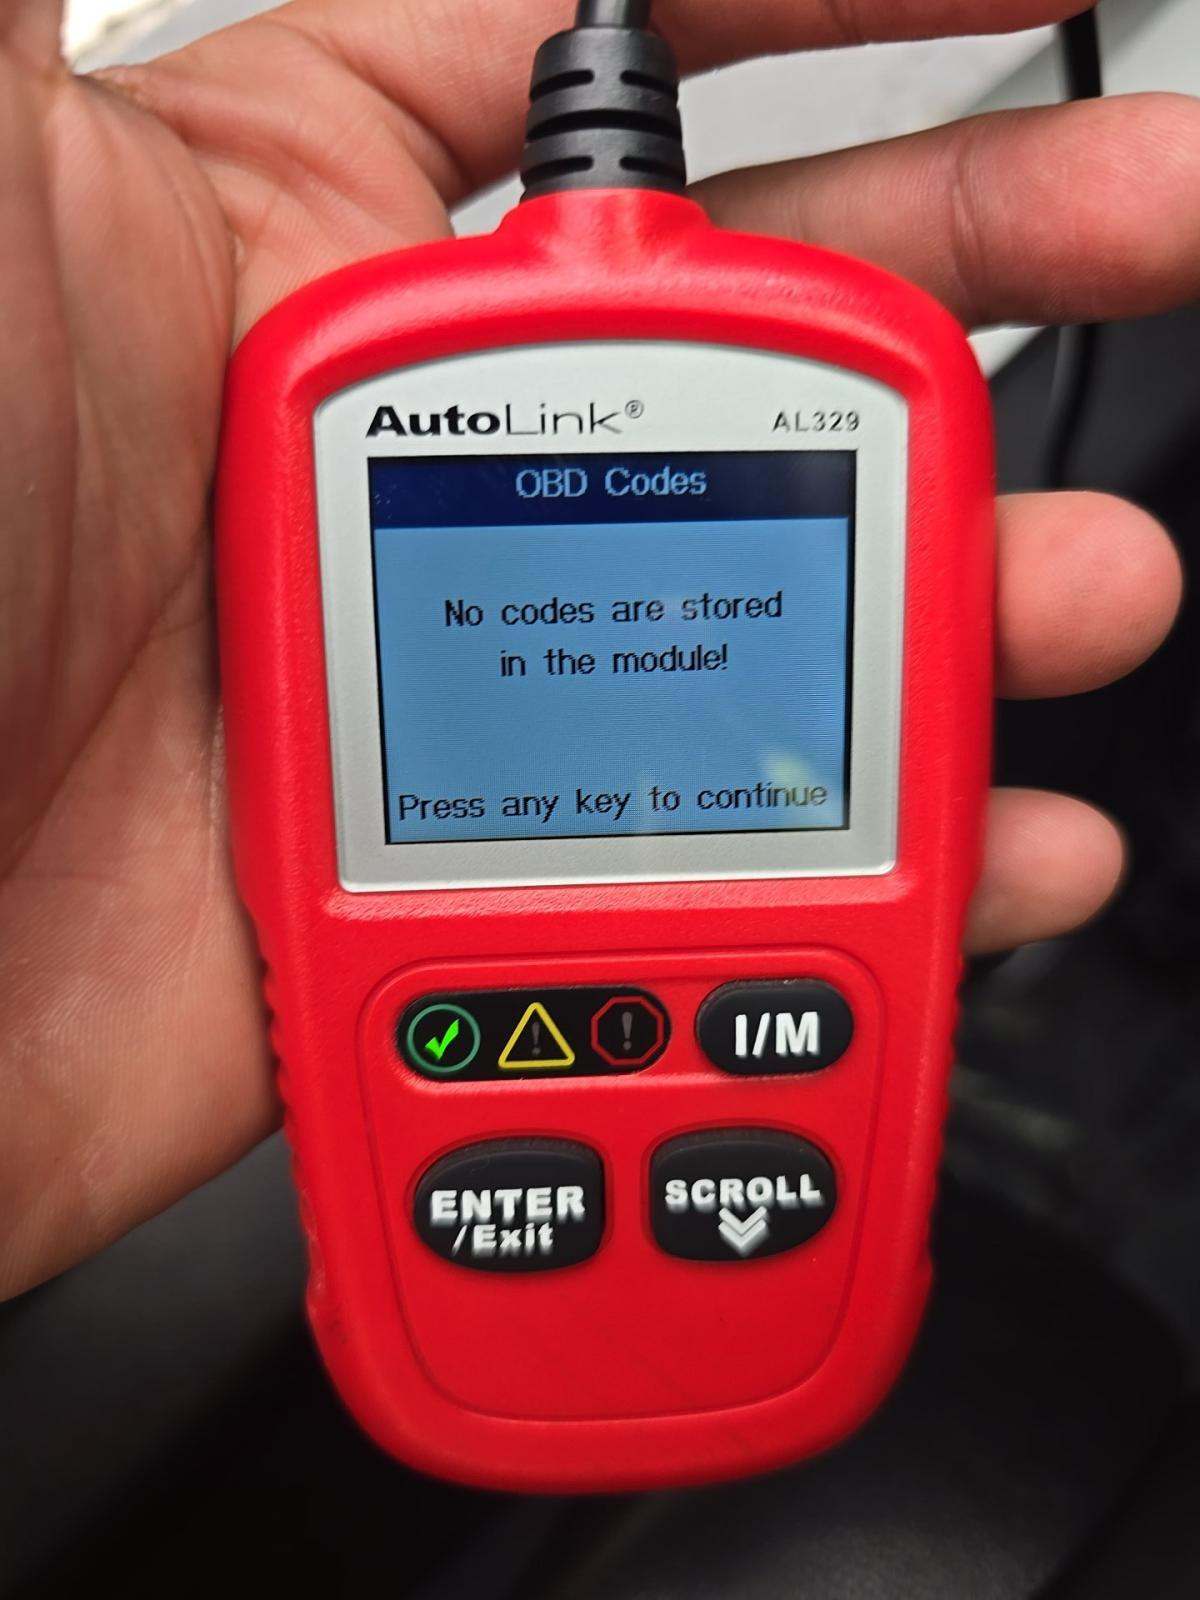 AutoLink® AL329
OBD Codes
No codes are stored
in the module!
Press any key to continue
I/M
ENTER
/Exit
SCROLL